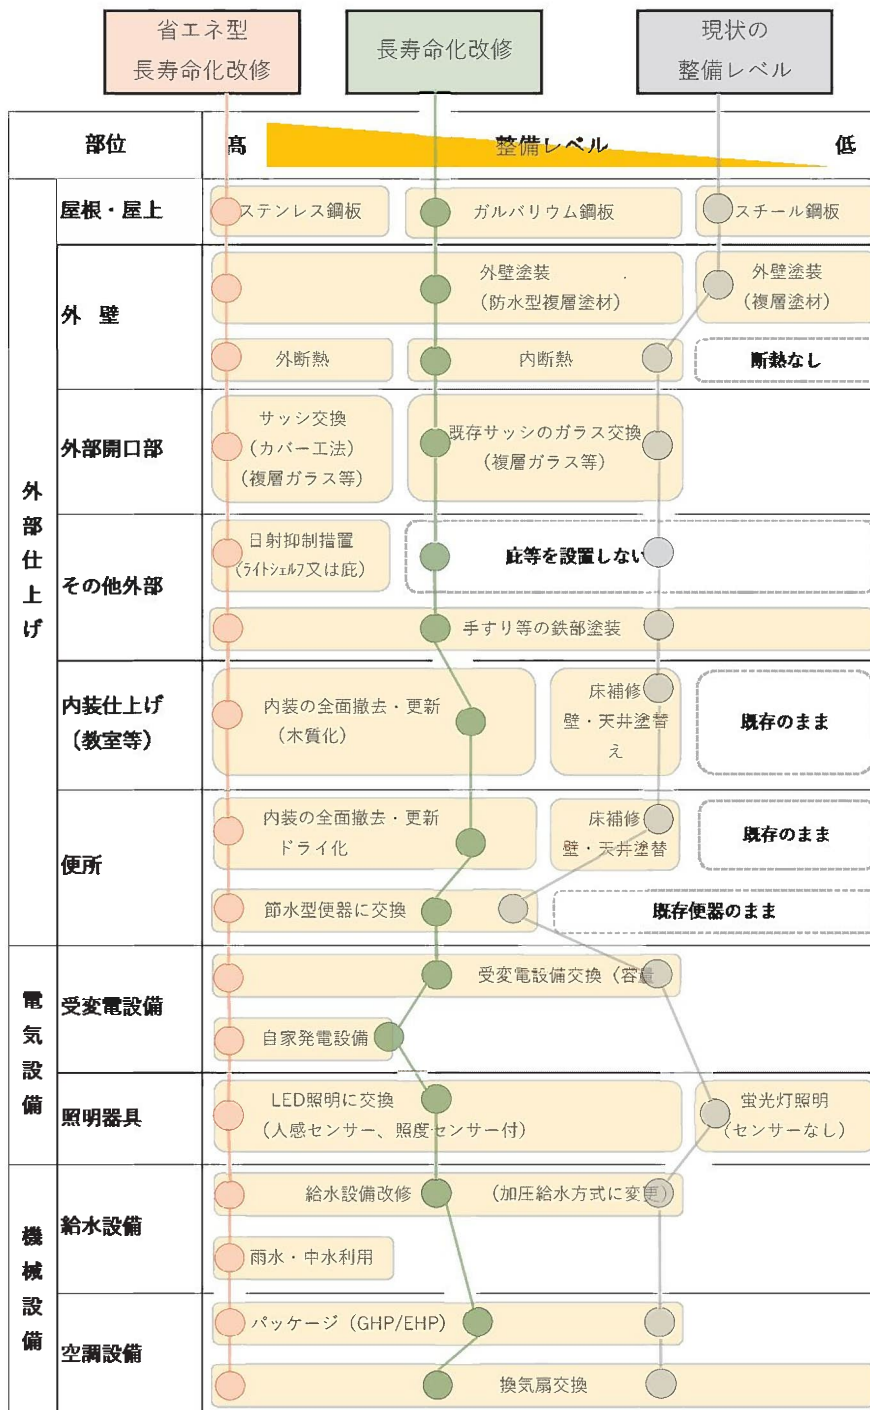 省エネ型
長寿命化改修
長寿命化改修
現状の
整備レベル
部位
高
整備レベル
低
外部仕上げ
屋根・屋上
ステンレス鋼板
ガルバリウム鋼板
スチール鋼板
外 壁
外壁塗装
(防水型複層塗材)
外壁塗装
(複層塗材)
外断熱
内断熱
断熱なし
外部開口部
サッシ交換
(カバー工法)
(複層ガラス等)
既存サッシのガラス交換
(複層ガラス等)
その他外部
日射抑制措置
(ﾗｲﾄｼｪﾙﾌ又は庇)
庇等を設置しない
手すり等の鉄部塗装
内装仕上げ
(教室等)
内装の全面撤去・更新
(木質化)
床補修
壁・天井塗替
え
既存のまま
便所
内装の全面撤去・更新
ドライ化
床補修
壁・天井塗替
既存のまま
節水型便器に交換
既存便器のまま
電気設備
受変電設備
受変電設備交換（容量
自家発電設備
照明器具
LED照明に交換
(人感センサー、照度センサー付)
蛍光灯照明
(センサーなし)
機械設備
給水設備
給水設備改修 (加圧給水方式に変更)
雨水・中水利用
空調設備
パッケージ (GHP/EHP)
換気扇交換